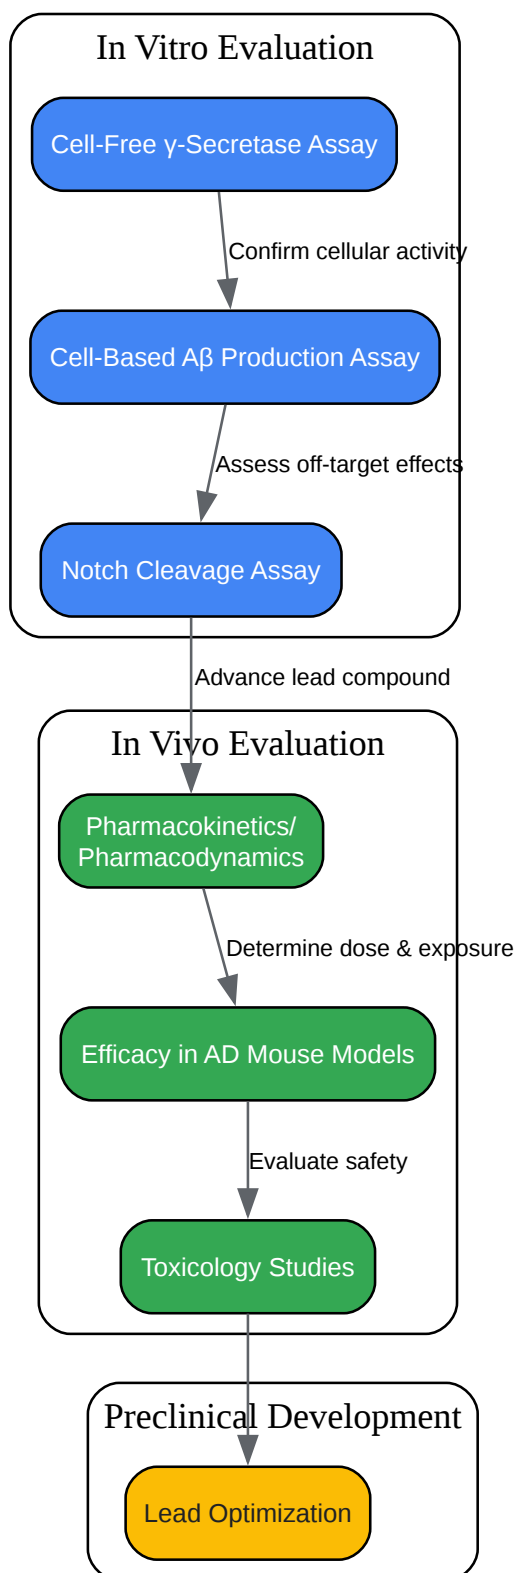 In Vitro Evaluation
Cell-Free γ-Secretase Assay
Confirm cellular activity
Cell-Based Aβ Production Assay
Assess off-target effects
Notch Cleavage Assay
Advance lead compound
In Vivo Evaluation
Pharmacokinetics/
Pharmacodynamics
Determine dose & exposure
Efficacy in AD Mouse Models
Evaluate safety
Toxicology Studies
Preclinical Development
Lead Optimization